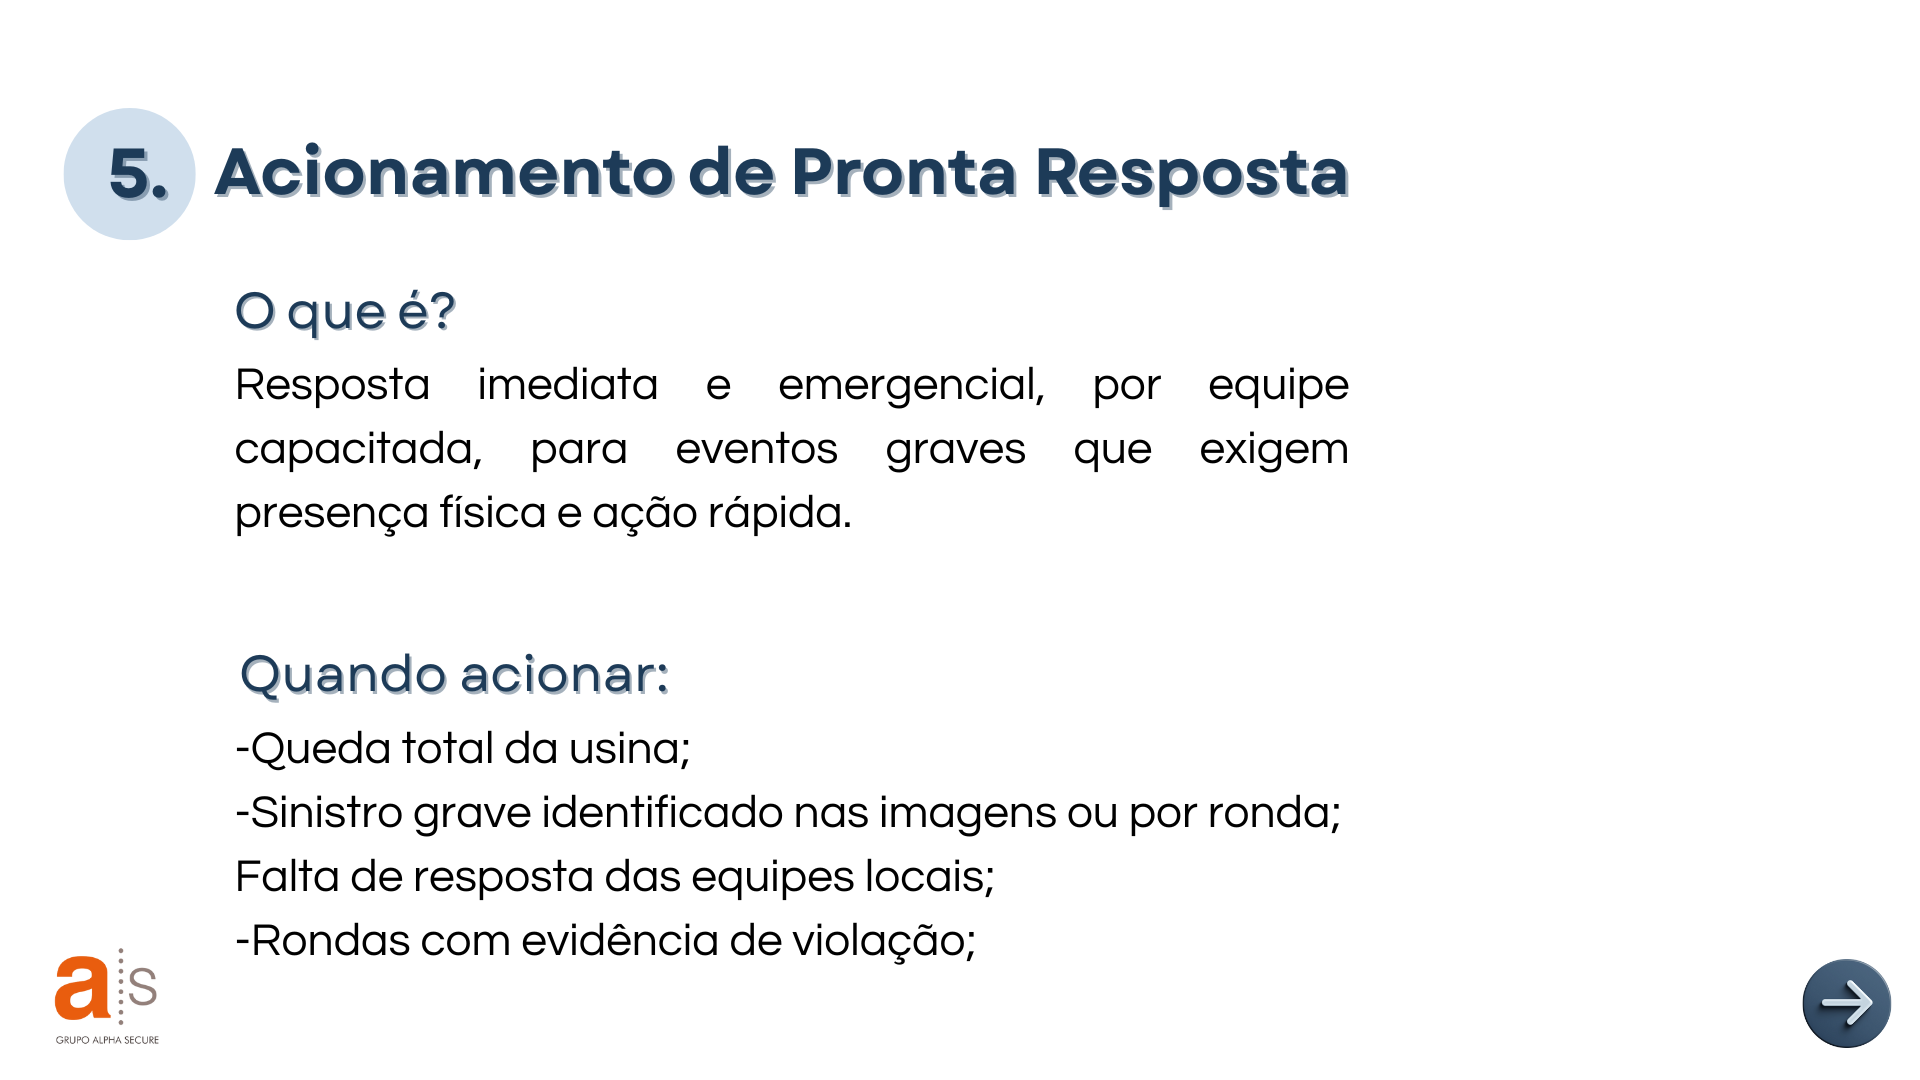 5. Acionamento de Pronta Resposta
O que é?
Resposta imediata e emergencial, por equipe
capacitada, para eventos graves que exigem
presença física e ação rápida.
Quando acionar:
-Queda total da usina;
-Sinistro grave identificado nas imagens ou por ronda;
Falta de resposta das equipes locais;
-Rondas com evidência de violação;
a s
GRUPO ALPHA SECURE